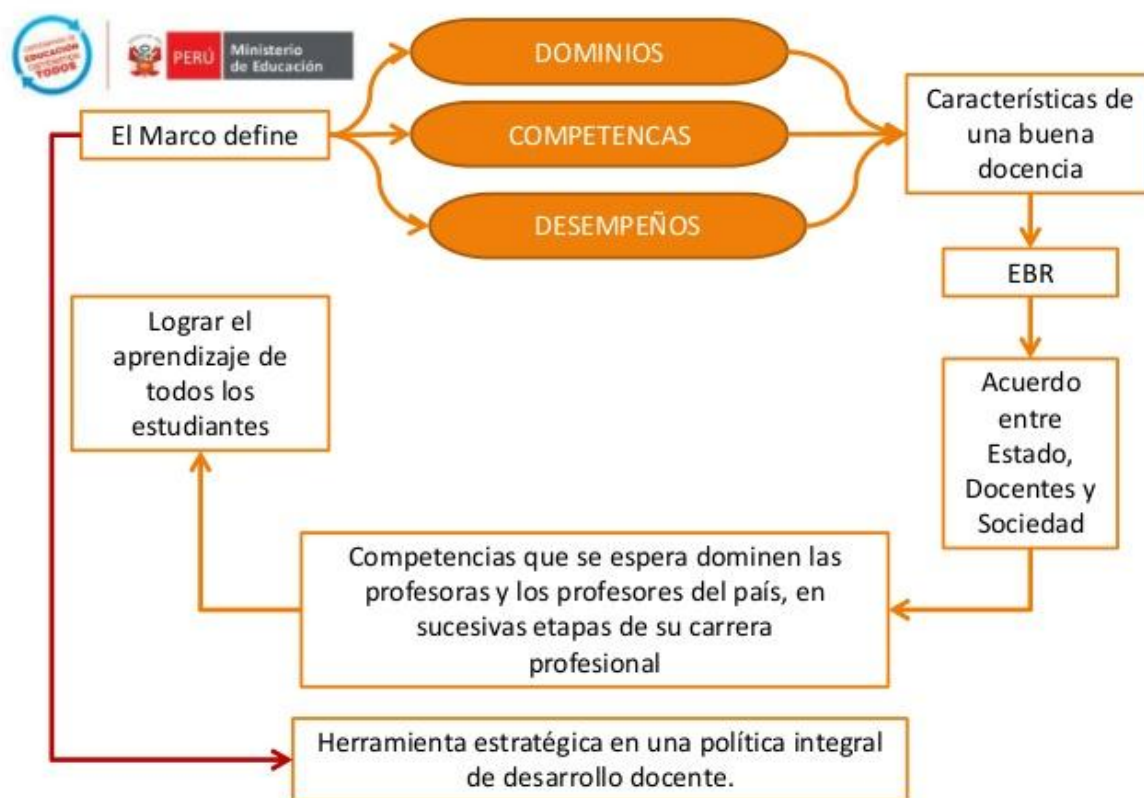 EDUCACIÓN
TODOS
PERÚ
Ministerio
de Educación
DOMINIOS
El Marco define
COMPETENCAS
DESEMPEÑOS
Características de
una buena
docencia
EBR
Lograr el
aprendizaje de
todos los
estudiantes
Acuerdo
entre
Estado,
Docentes y
Sociedad
Competencias que se espera dominen las
profesoras y los profesores del país, en
sucesivas etapas de su carrera
profesional
Herramienta estratégica en una política integral
de desarrollo docente.